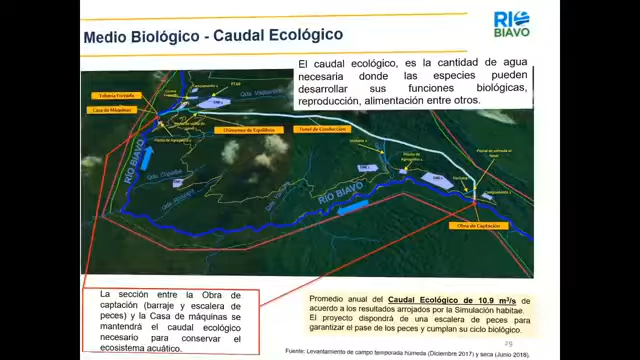 RIO
BIAVO
Medio Biológico - Caudal Ecológico
El caudal ecológico, es la cantidad de agua
necesaria donde las especies pueden
desarrollar sus funciones biológicas,
reproducción, alimentación entre otros.
Tubería Forzada
Casa de Máquinas
Chimenea de Equilibrio
Túnel de Conducción
RÍO BIAVO
RÍO BIAVO
Obra de Captación
La sección entre la Obra de
captación (barraje y escalera de
peces) y la Casa de máquinas se
mantendrá el caudal ecológico
necesario para conservar el
ecosistema acuático.
Promedio anual del Caudal Ecológico de 10.9 m³/s de
acuerdo a los resultados arrojados por la Simulación habitae.
El proyecto dispondrá de una escalera de peces para
garantizar el pase de los peces y cumplan su ciclo biológico.
29
Fuente: Levantamiento de campo temporada húmeda (Diciembre 2017) y seca (Junio 2018).